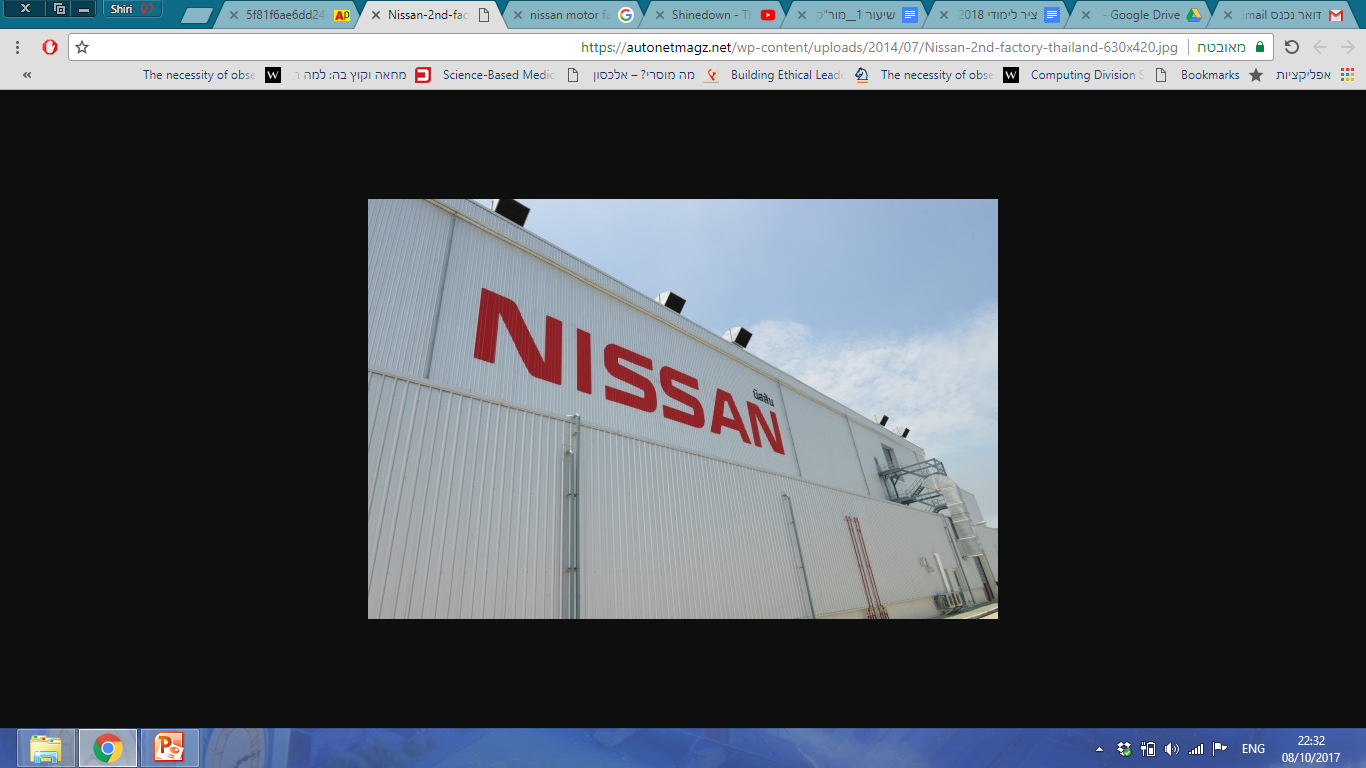 Shiri
5f81f6ae6dd24
Nissan-2nd-fac
nissan motor fa
Shinedown - Th
שיעור 1__מור"ק
ציר לימודי 2018
- Google Drive
דואר נכנס
מאובטח
https://autonetmagz.net/wp-content/uploads/2014/07/Nissan-2nd-factory-thailand-630x420.jpg
אפליקציות
Bookmarks
Computing Division S
The necessity of obse
Building Ethical Leade
מה מוסרי? – אלכסון
Science-Based Medic
מחאה וקוץ בה: למה ר
The necessity of obse
นิสสัน
NISSAN
ENG
22:32
08/10/2017